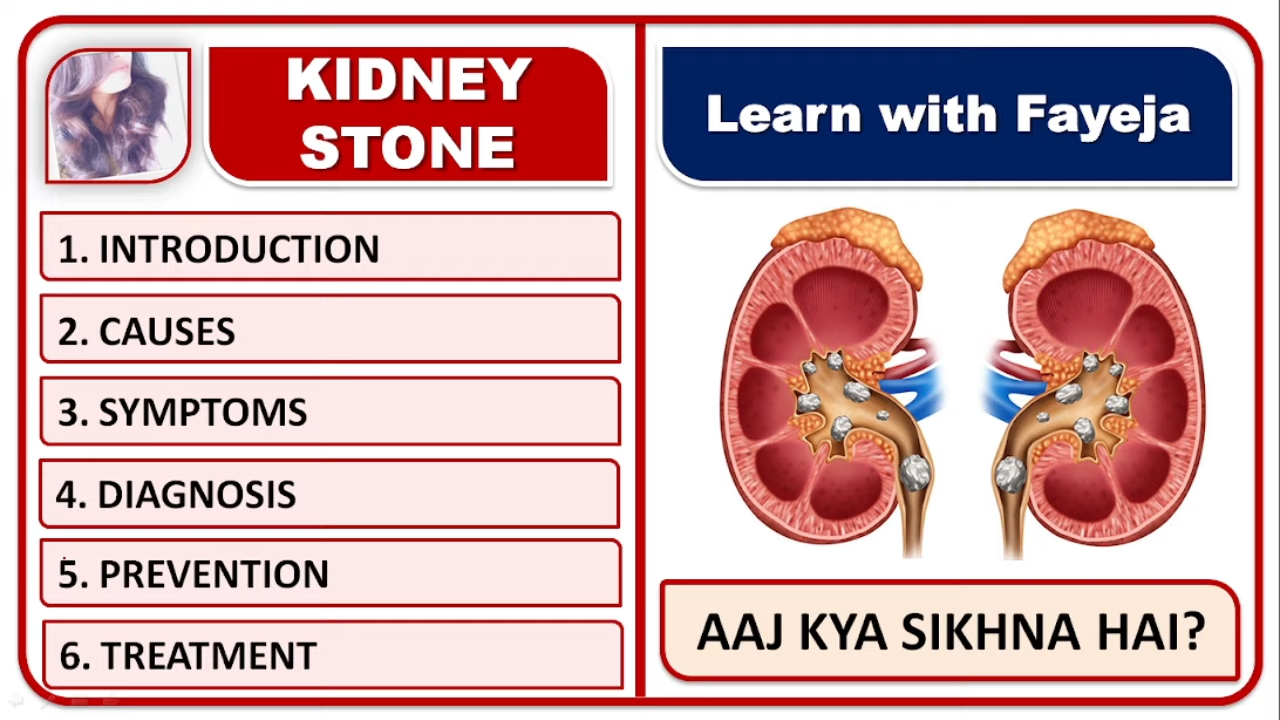 KIDNEY
STONE
1. INTRODUCTION
2. CAUSES
3. SYMPTOMS
4. DIAGNOSIS
5. PREVENTION
6. TREATMENT
Learn with Fayeja
AAJ KYA SIKHNA HAI?